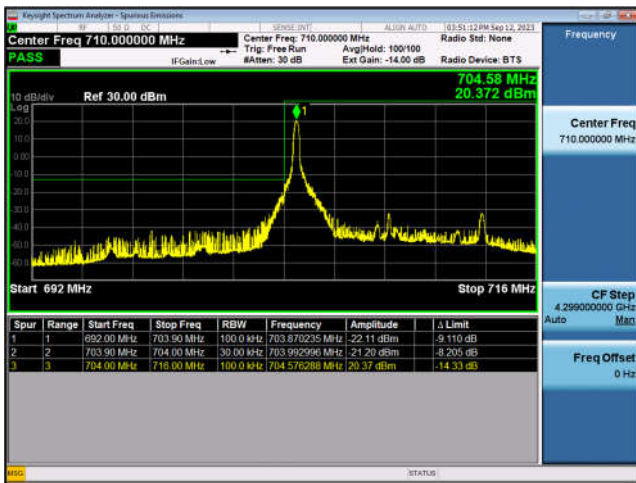 Keysight Spectrum Analyzer - Spurious Emissions
RF 50 Ω DC SENSE:INT ALIGN AUTO 03:51:12 PM Sep 12, 2023
Center Freq 710.000000 MHz
PASS
IFGain:Low
Center Freq: 710.000000 MHz
Trig: Free Run Avg|Hold: 100/100
#Atten: 30 dB Ext Gain: -14.00 dB
Radio Std: None
Radio Device: BTS
704.58 MHz
20.372 dBm
10 dB/div Ref 30.00 dBm
Log
20.0
10.0
0.00
-10.0
-20.0
-30.0
-40.0
-50.0
-60.0
1
Start 692 MHz Stop 716 MHz
Spur Range Start Freq Stop Freq RBW Frequency Amplitude Δ Limit
1 1 692.00 MHz 703.90 MHz 100.0 kHz 703.870235 MHz -22.11 dBm -9.110 dB
2 2 703.90 MHz 704.00 MHz 30.00 kHz 703.992996 MHz -21.20 dBm -8.205 dB
3 3 704.00 MHz 716.00 MHz 100.0 kHz 704.576288 MHz 20.37 dBm -14.33 dB
Frequency
Center Freq
710.000000 MHz
CF Step
4.299000000 GHz
Auto Man
Freq Offset
0 Hz
MSG STATUS